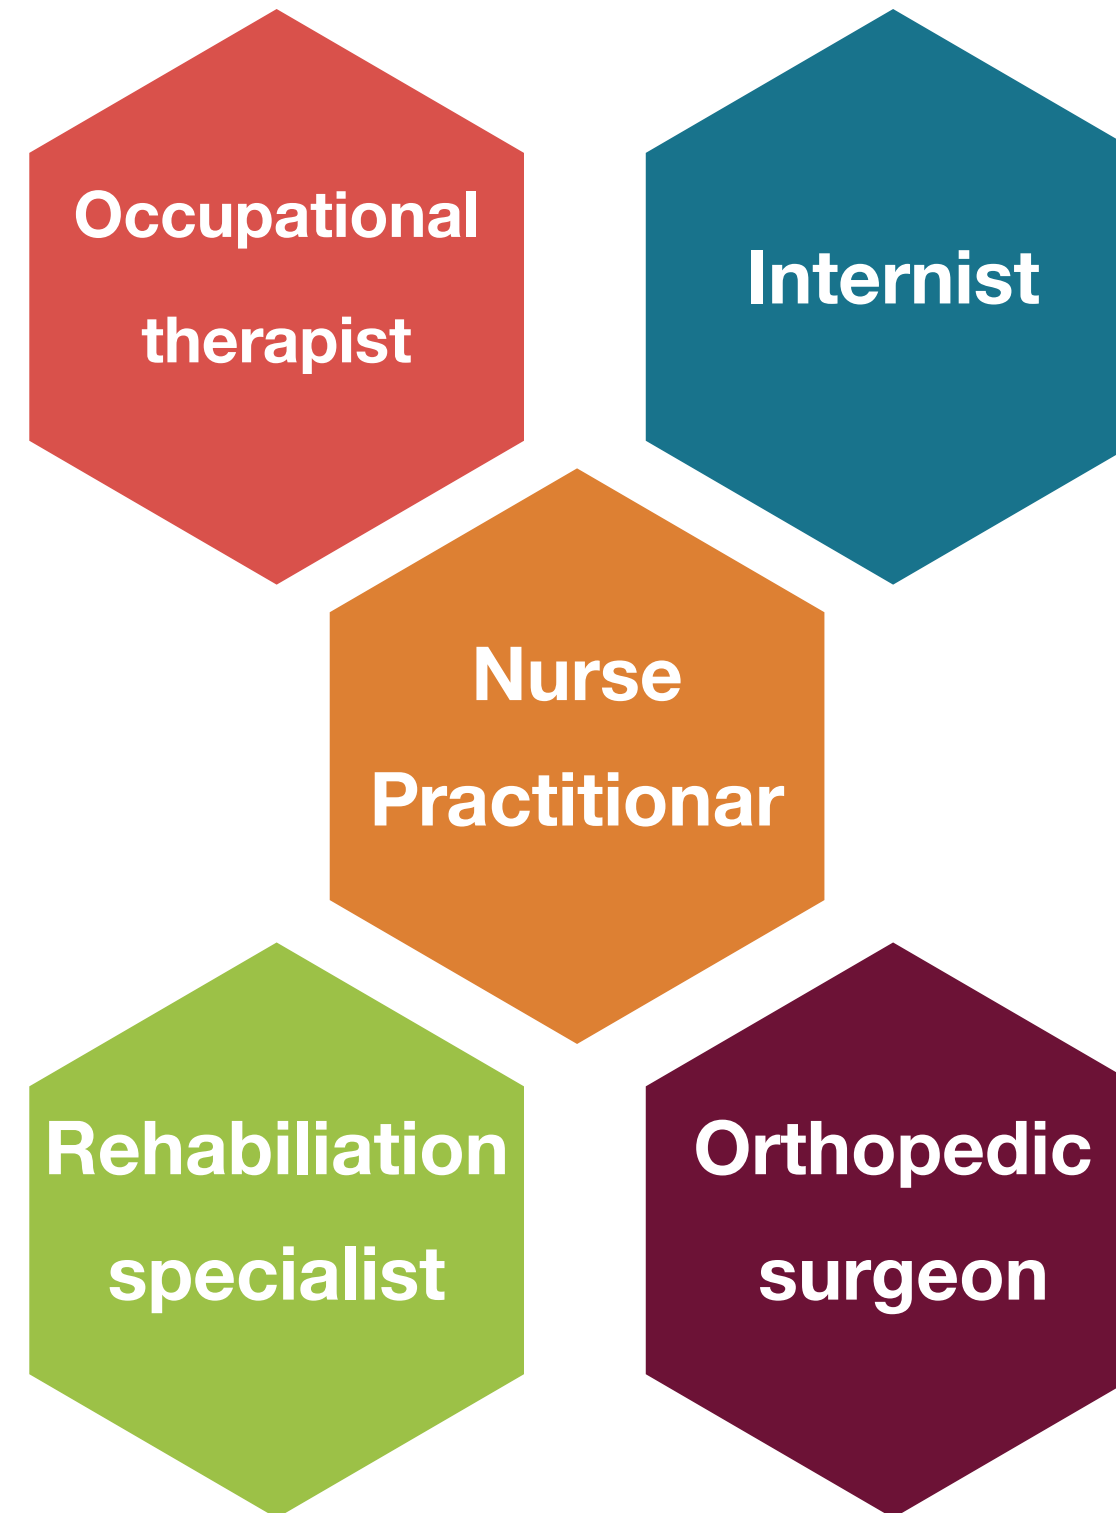 Occupational
therapist
Internist
Nurse
Practitionar
Rehabiliation
specialist
Orthopedic
surgeon